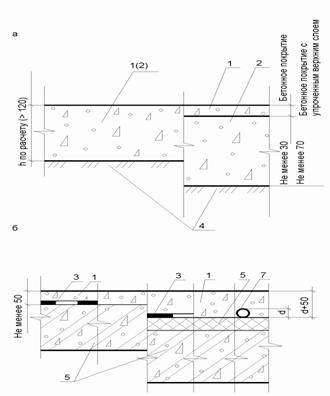 а
1(2)
1
2
h по расчету (> 120)
Не менее 30
Не менее 70
Бетонное покрытие
Бетонное покрытие с
упрочненным верхним слоем
4
б
3
1
3
1
5
7
Не менее 50
d
d+50
5